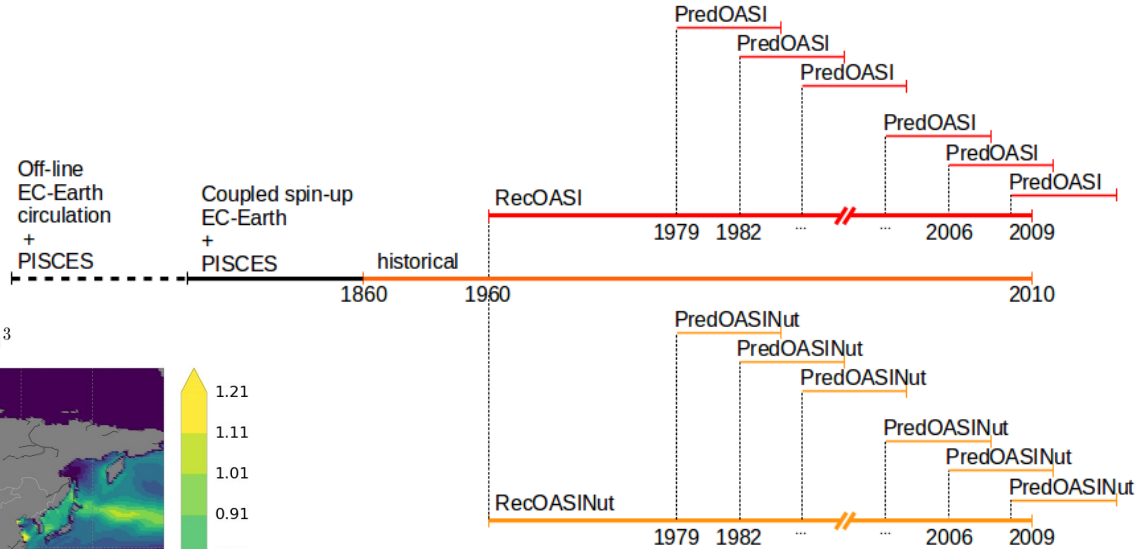 PredOASI
PredOASI
PredOASI
PredOASI
PredOASI
PredOASI
Off-line
EC-Earth
circulation
+
PISCES
Coupled spin-up
EC-Earth
+
PISCES
RecOASI
1979 1982 ... ... 2006 2009
historical
1860 1960 2010
3
1.21
1.11
1.01
0.91
PredOASINut
PredOASINut
PredOASINut
PredOASINut
PredOASINut
PredOASINut
RecOASINut
1979 1982 ... ... 2006 2009